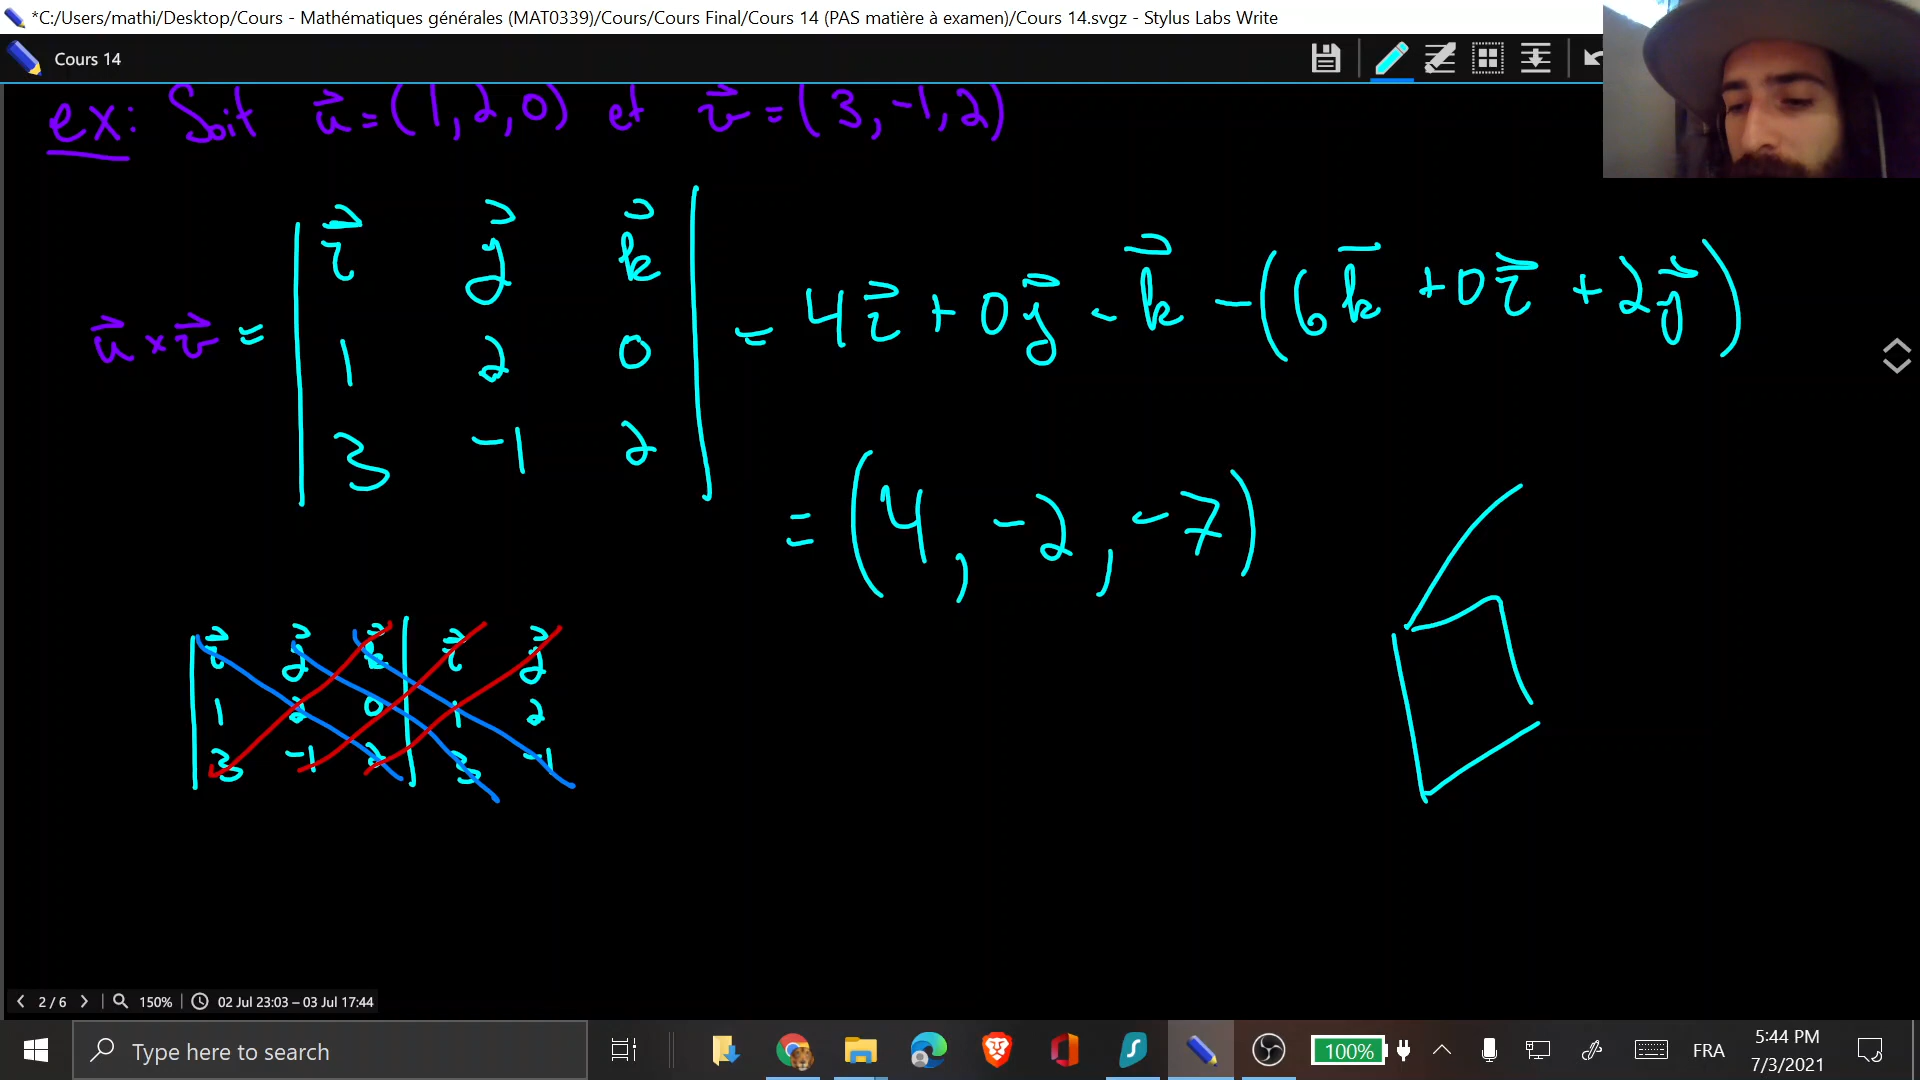 *C:/Users/mathi/Desktop/Cours - Mathématiques générales (MAT0339)/Cours/Cours Final/Cours 14 (PAS matière à examen)/Cours 14.svgz - Stylus Labs Write
Cours 14
ex: Soit u⃗ = (1, 2, 0) et v⃗ = (3, -1, 2)
u⃗ × v⃗ = | i⃗ j⃗ k⃗ | = 4i⃗ + 0j⃗ - k⃗ - (6k⃗ + 0i⃗ + 2j⃗)
1 2 0
3 -1 2
= (4, -2, -7)
| i⃗ j⃗ k⃗ | i⃗ j⃗
1 2 0 1 2
3 -1 2 3 -1
2 / 6 150% 02 Jul 23:03 – 03 Jul 17:44
Type here to search 100% FRA 5:44 PM
7/3/2021